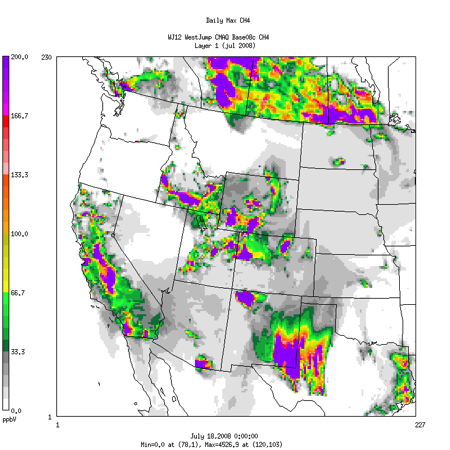 Daily Max CH4
WJ12 WestJump CMAQ Base08c CH4
Layer 1 (jul 2008)
200,0
166,7
133,3
100,0
66,7
33,3
0,0
ppbV
230
1
1
227
July 18,2008 0:00:00
Min=0,0 at (78,1), Max=4526,9 at (120,103)